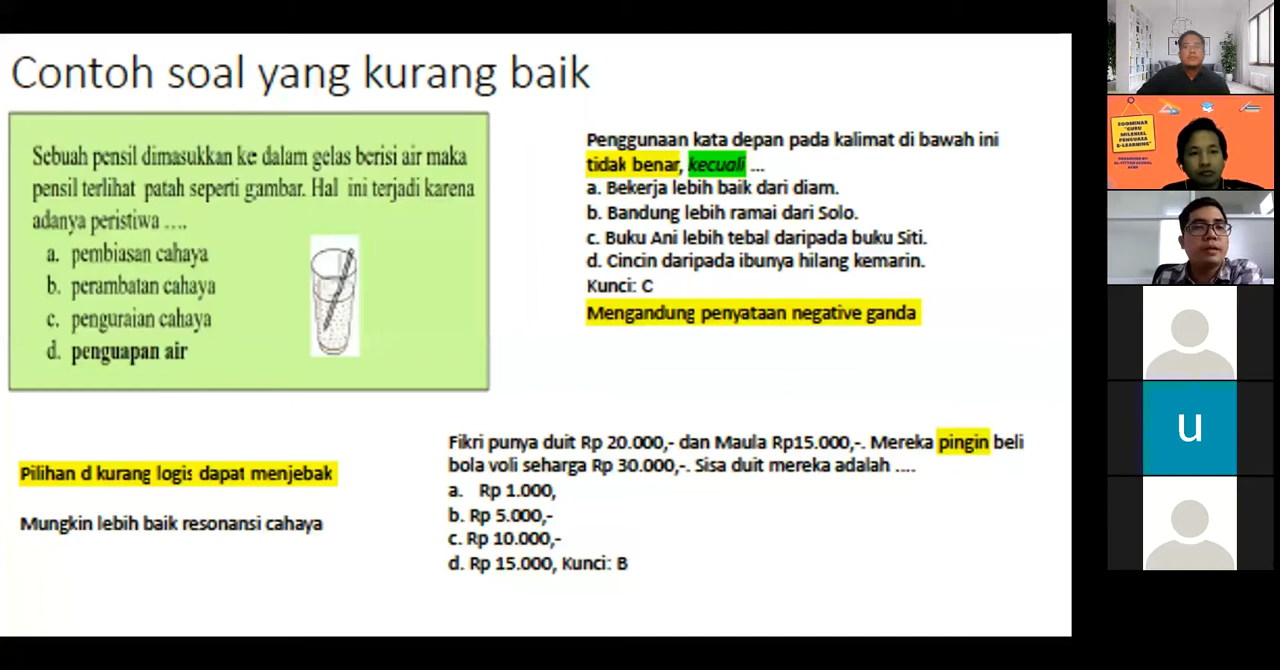 Contoh soal yang kurang baik
Sebuah pensil dimasukkan ke dalam gelas berisi air maka
pensil terlihat patah seperti gambar. Hal ini terjadi karena
adanya peristiwa ....
a. pembiasan cahaya
b. perambatan cahaya
c. penguraian cahaya
d. penguapan air
Pilihan d kurang logis dapat menjebak
Mungkin lebih baik resonansi cahaya
Penggunaan kata depan pada kalimat di bawah ini
tidak benar, kecuali ...
a. Bekerja lebih baik dari diam.
b. Bandung lebih ramai dari Solo.
c. Buku Ani lebih tebal daripada buku Siti.
d. Cincin daripada ibunya hilang kemarin.
Kunci: C
Mengandung penyataan negative ganda
Fikri punya duit Rp 20.000,- dan Maula Rp15.000,-. Mereka pingin beli
bola voli seharga Rp 30.000,-. Sisa duit mereka adalah ....
a. Rp 1.000,
b. Rp 5.000,-
c. Rp 10.000,-
d. Rp 15.000, Kunci: B
ZOOMINAR
"GURU
MILENIAL
PENGUASA
E-LEARNING"
u